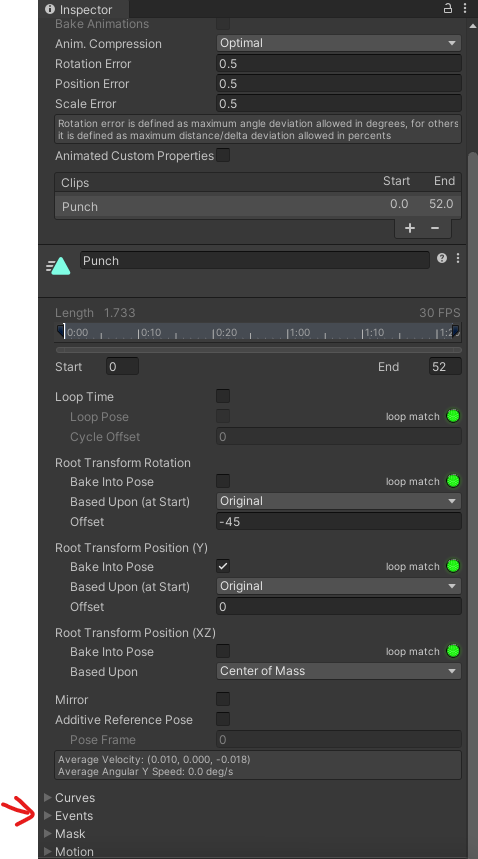 Inspector
Bake Animations
Anim. Compression Optimal
Rotation Error 0.5
Position Error 0.5
Scale Error 0.5
Rotation error is defined as maximum angle deviation allowed in degrees, for others
it is defined as maximum distance/delta deviation allowed in percents
Animated Custom Properties
Clips Start End
Punch 0.0 52.0
+ −
Punch
Length 1.733 30 FPS
0:00 0:10 0:20 1:00 1:10 1:2
Start 0 End 52
Loop Time
Loop Pose loop match
Cycle Offset 0
Root Transform Rotation
Bake Into Pose loop match
Based Upon (at Start) Original
Offset -45
Root Transform Position (Y)
Bake Into Pose loop match
Based Upon (at Start) Original
Offset 0
Root Transform Position (XZ)
Bake Into Pose loop match
Based Upon Center of Mass
Mirror
Additive Reference Pose
Pose Frame 0
Average Velocity: (0.010, 0.000, -0.018)
Average Angular Y Speed: 0.0 deg/s
Curves
Events
Mask
Motion